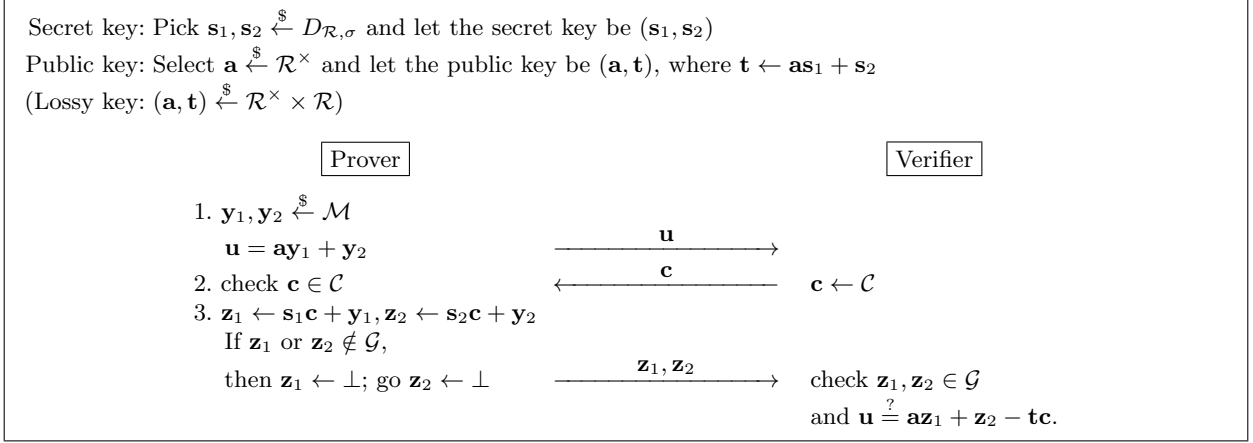 Secret key: Pick s₁, s₂ ←$ D_{ℛ,σ} and let the secret key be (s₁, s₂)
Public key: Select a ←$ ℛ^× and let the public key be (a, t), where t ← as₁ + s₂
(Lossy key: (a, t) ←$ ℛ^× × ℛ)
Prover Verifier
1. y₁, y₂ ←$ ℳ
u = ay₁ + y₂ u
2. check c ∈ 𝒞 c c ← 𝒞
3. z₁ ← s₁c + y₁, z₂ ← s₂c + y₂
If z₁ or z₂ ∉ 𝒢,
then z₁ ← ⊥; go z₂ ← ⊥ z₁, z₂ check z₁, z₂ ∈ 𝒢
and u ≟ az₁ + z₂ − tc.